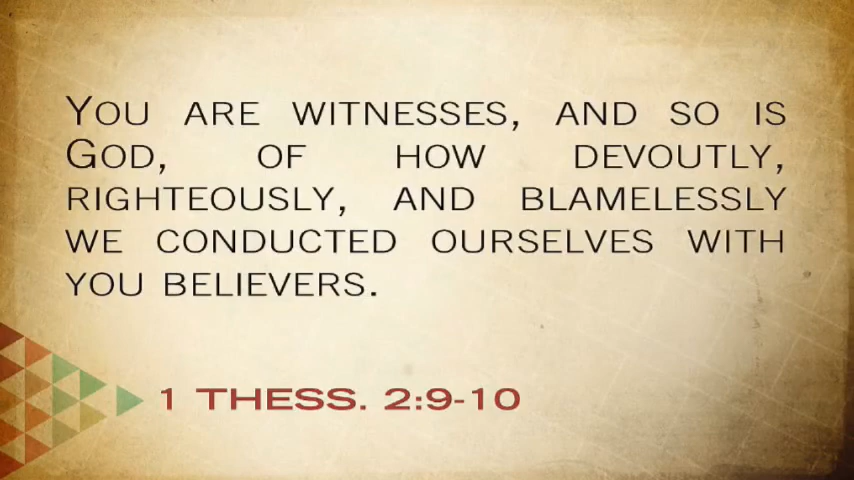 You are witnesses, and so is
God, of how devoutly,
righteously, and blamelessly
we conducted ourselves with
you believers.
1 THESS. 2:9-10